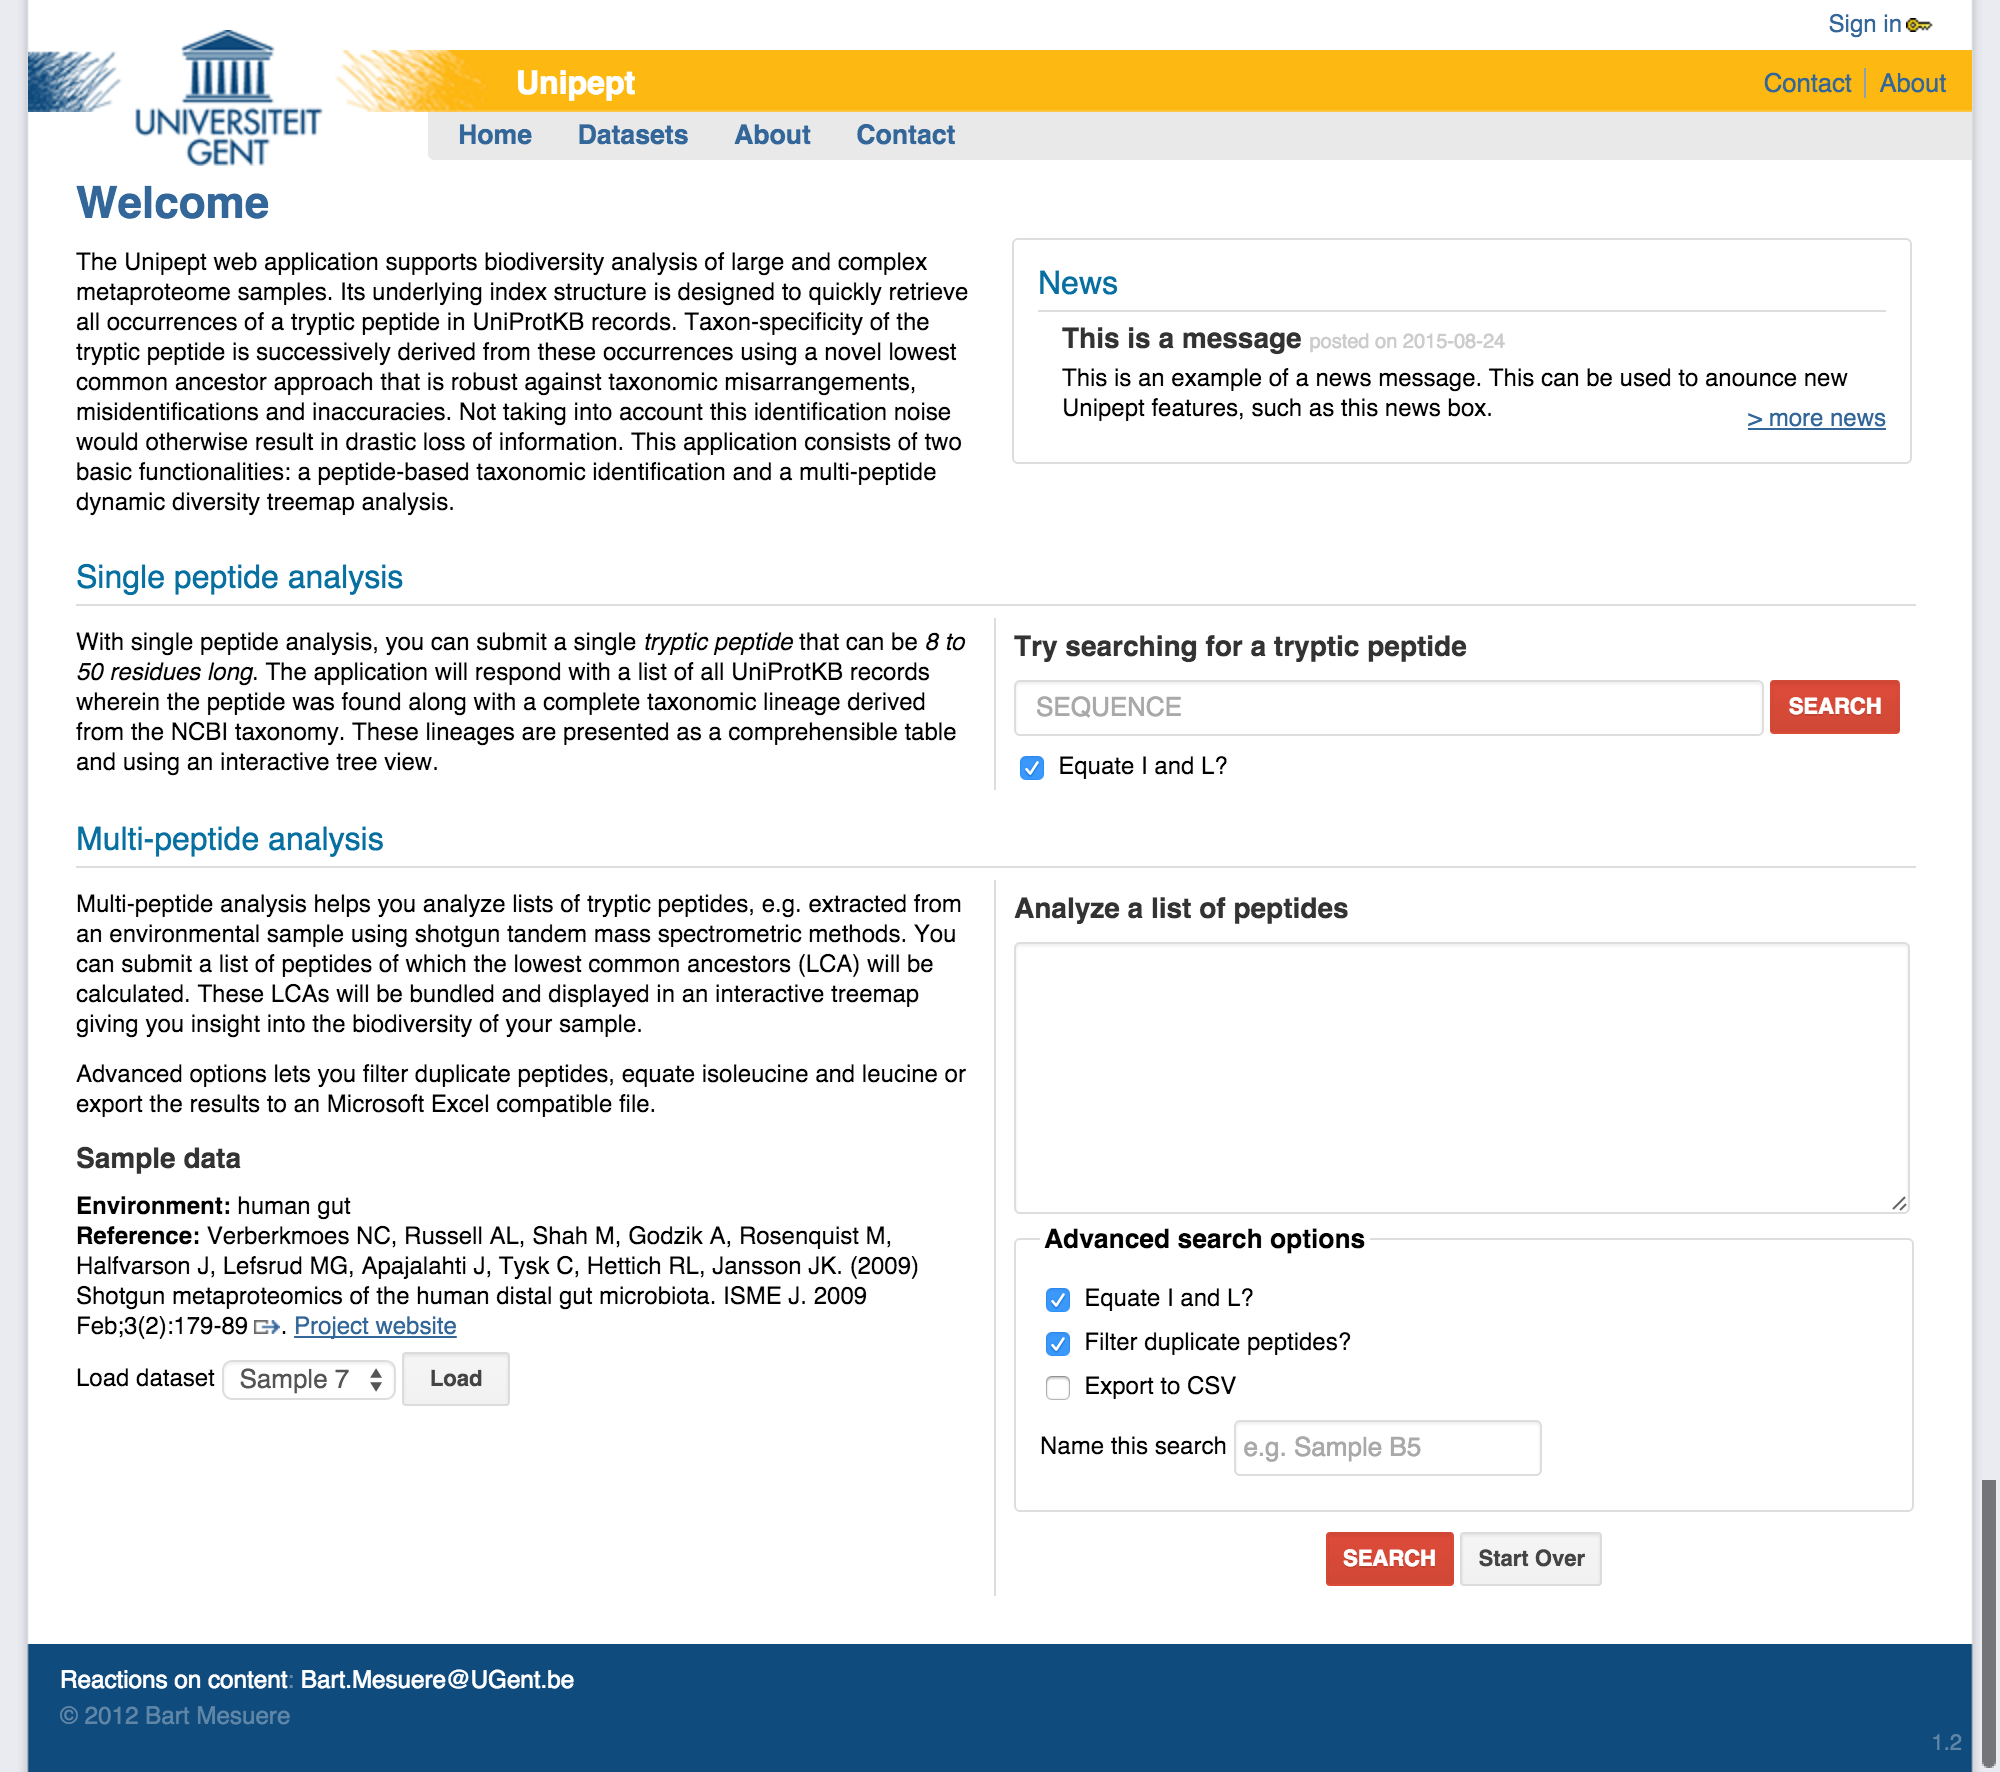 Sign in
UNIVERSITEIT
GENT
Unipept
Contact
About
Home
Datasets
About
Contact
Welcome
The Unipept web application supports biodiversity analysis of large and complex
metaproteome samples. Its underlying index structure is designed to quickly retrieve
all occurrences of a tryptic peptide in UniProtKB records. Taxon-specificity of the
tryptic peptide is successively derived from these occurrences using a novel lowest
common ancestor approach that is robust against taxonomic misarrangements,
misidentifications and inaccuracies. Not taking into account this identification noise
would otherwise result in drastic loss of information. This application consists of two
basic functionalities: a peptide-based taxonomic identification and a multi-peptide
dynamic diversity treemap analysis.
News
This is a message posted on 2015-08-24
This is an example of a news message. This can be used to anounce new
Unipept features, such as this news box.
> more news
Single peptide analysis
With single peptide analysis, you can submit a single tryptic peptide that can be 8 to
50 residues long. The application will respond with a list of all UniProtKB records
wherein the peptide was found along with a complete taxonomic lineage derived
from the NCBI taxonomy. These lineages are presented as a comprehensible table
and using an interactive tree view.
Try searching for a tryptic peptide
SEQUENCE
SEARCH
Equate I and L?
Multi-peptide analysis
Multi-peptide analysis helps you analyze lists of tryptic peptides, e.g. extracted from
an environmental sample using shotgun tandem mass spectrometric methods. You
can submit a list of peptides of which the lowest common ancestors (LCA) will be
calculated. These LCAs will be bundled and displayed in an interactive treemap
giving you insight into the biodiversity of your sample.
Advanced options lets you filter duplicate peptides, equate isoleucine and leucine or
export the results to an Microsoft Excel compatible file.
Sample data
Environment: human gut
Reference: Verberkmoes NC, Russell AL, Shah M, Godzik A, Rosenquist M,
Halfvarson J, Lefsrud MG, Apajalahti J, Tysk C, Hettich RL, Jansson JK. (2009)
Shotgun metaproteomics of the human distal gut microbiota. ISME J. 2009
Feb;3(2):179-89 . Project website
Load dataset Sample 7 Load
Analyze a list of peptides
Advanced search options
Equate I and L?
Filter duplicate peptides?
Export to CSV
Name this search e.g. Sample B5
SEARCH
Start Over
Reactions on content: Bart.Mesuere@UGent.be
© 2012 Bart Mesuere
1.2